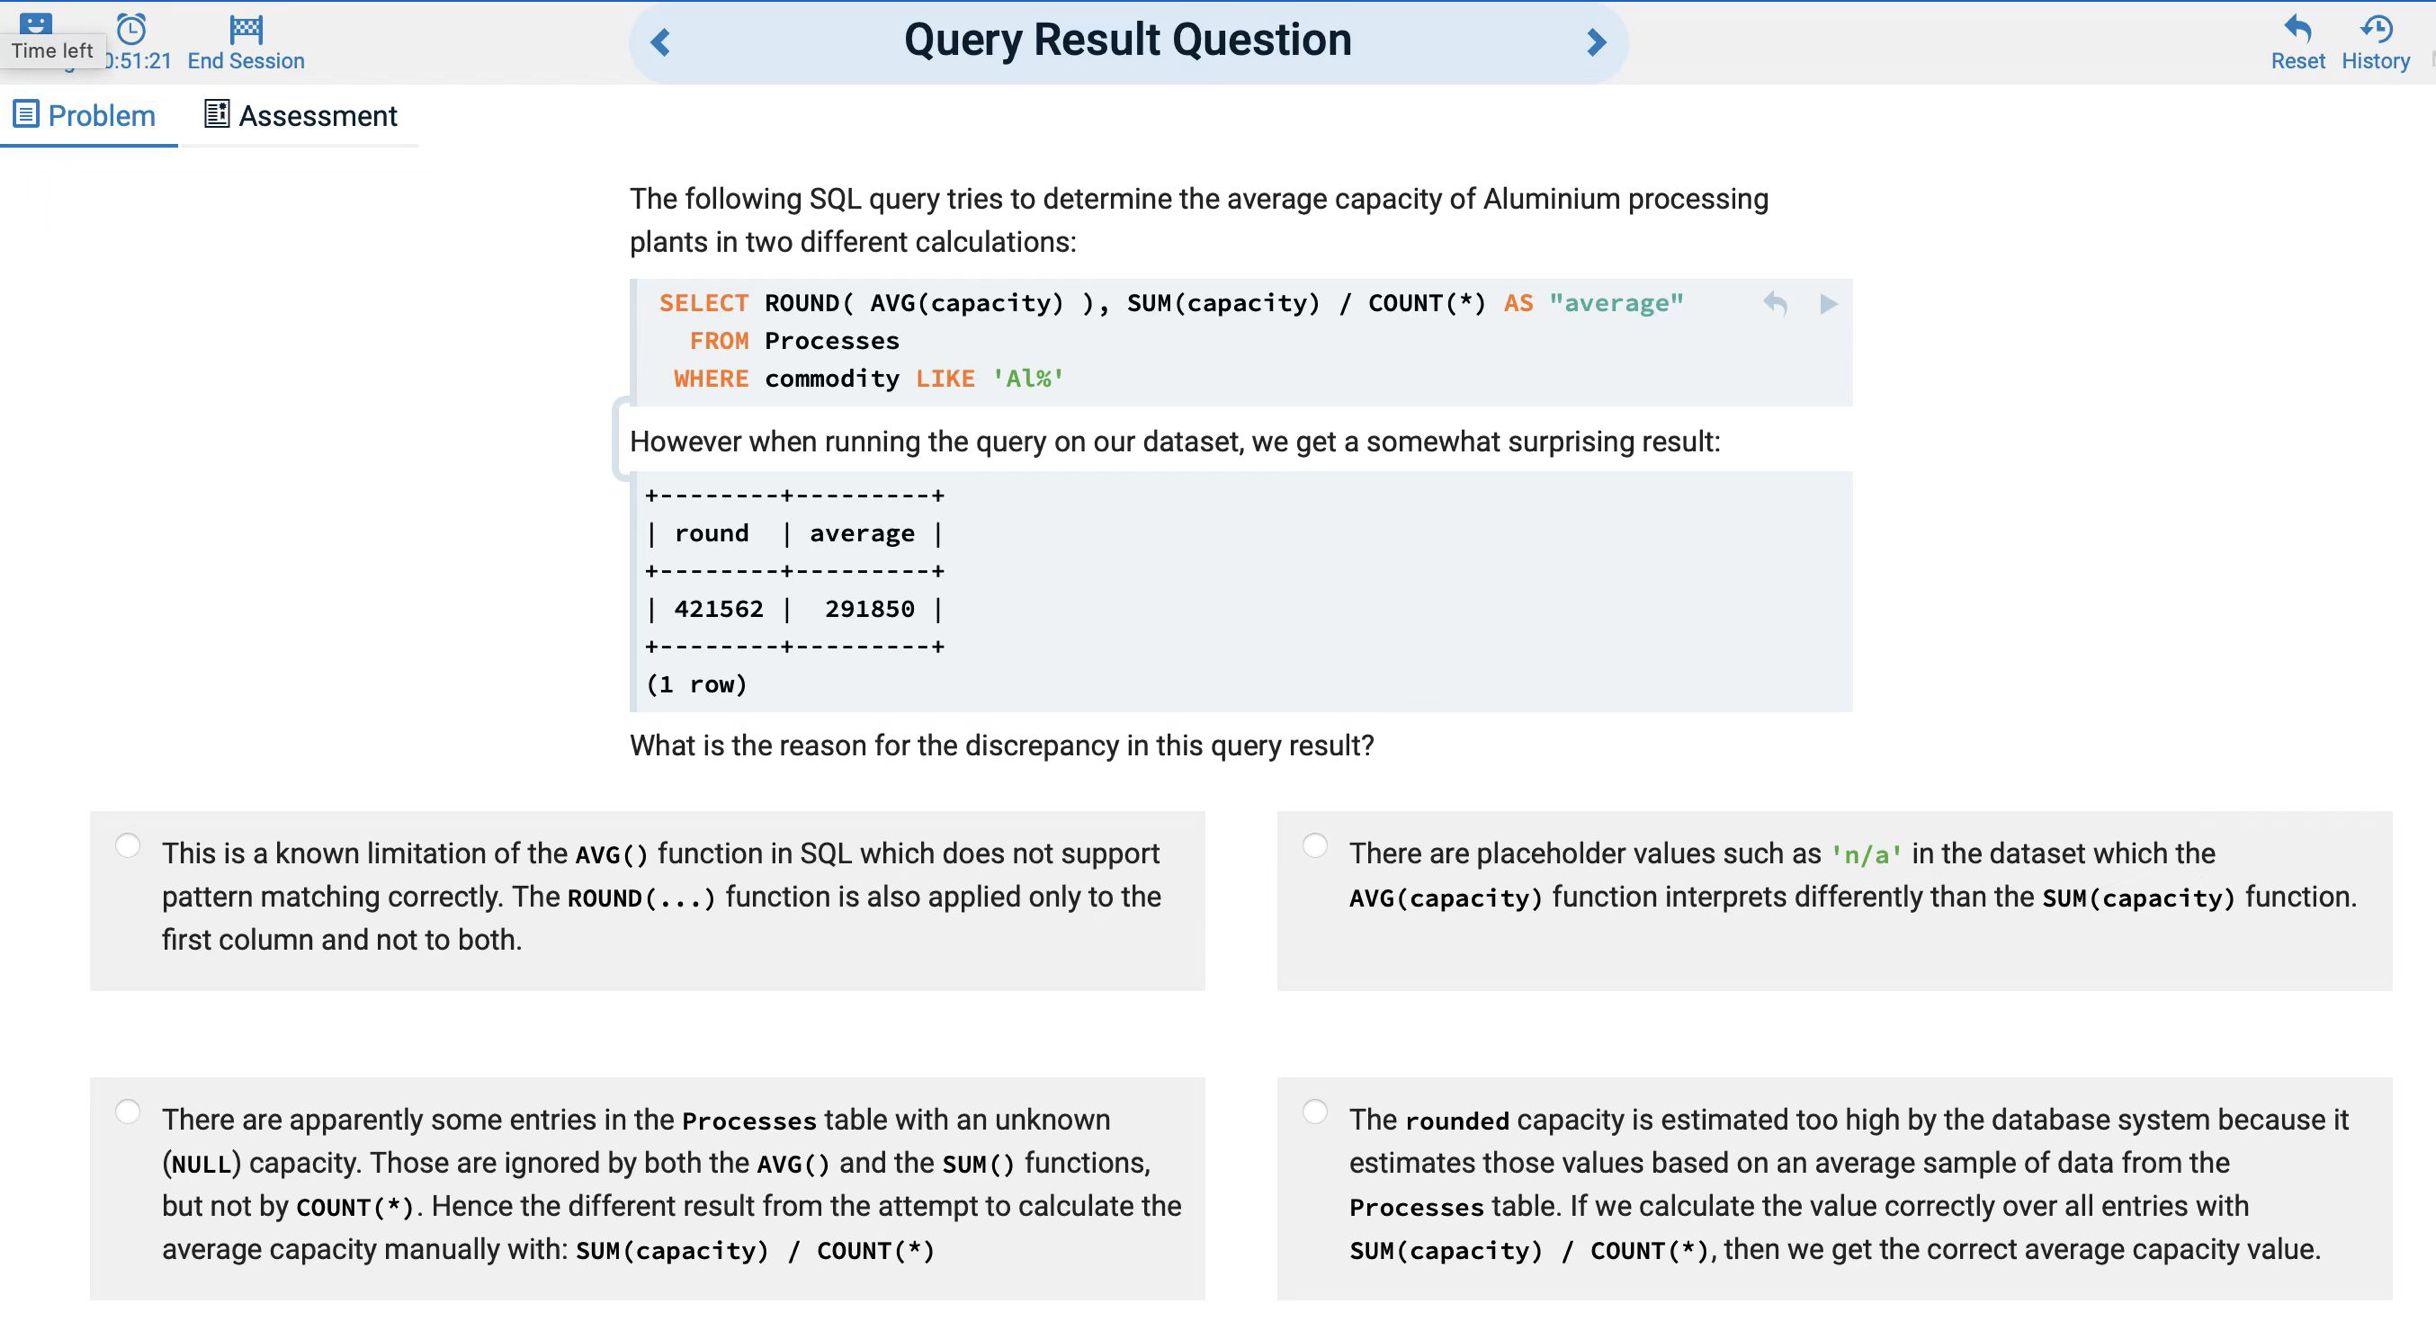 Time left
0:51:21
End Session
Query Result Question
Reset
History
Problem
Assessment
The following SQL query tries to determine the average capacity of Aluminium processing
plants in two different calculations:
SELECT ROUND( AVG(capacity) ), SUM(capacity) / COUNT(*) AS "average"
FROM Processes
WHERE commodity LIKE 'Al%'
However when running the query on our dataset, we get a somewhat surprising result:
+--------+---------+
| round  | average |
+--------+---------+
| 421562 |  291850 |
+--------+---------+
(1 row)
What is the reason for the discrepancy in this query result?
This is a known limitation of the AVG() function in SQL which does not support
pattern matching correctly. The ROUND(...) function is also applied only to the
first column and not to both.
There are placeholder values such as 'n/a' in the dataset which the
AVG(capacity) function interprets differently than the SUM(capacity) function.
There are apparently some entries in the Processes table with an unknown
(NULL) capacity. Those are ignored by both the AVG() and the SUM() functions,
but not by COUNT(*). Hence the different result from the attempt to calculate the
average capacity manually with: SUM(capacity) / COUNT(*)
The rounded capacity is estimated too high by the database system because it
estimates those values based on an average sample of data from the
Processes table. If we calculate the value correctly over all entries with
SUM(capacity) / COUNT(*), then we get the correct average capacity value.